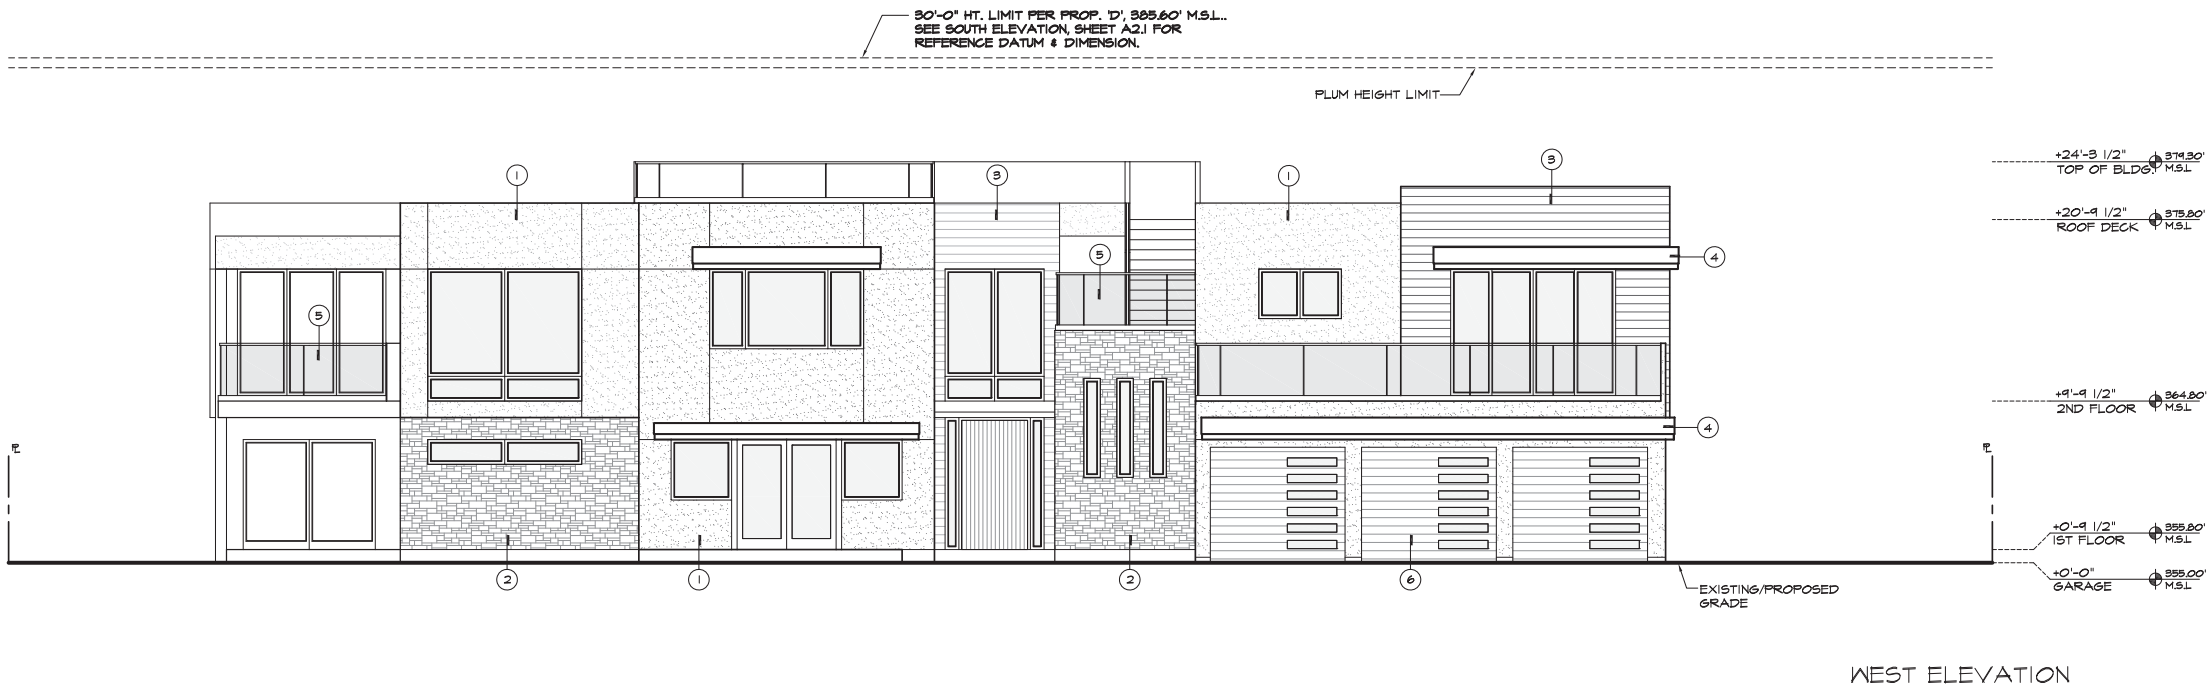 30'-0" HT. LIMIT PER PROP. 'D', 385.60' M.S.L..
SEE SOUTH ELEVATION, SHEET A2.1 FOR
REFERENCE DATUM & DIMENSION.
PLUM HEIGHT LIMIT
+24'-3 1/2" 379.30'
TOP OF BLDG. M.S.L
+20'-9 1/2" 375.80'
ROOF DECK M.S.L
1
3
1
3
5
4
5
+9'-9 1/2" 364.80'
2ND FLOOR M.S.L
4
PL
PL
+0'-9 1/2" 355.80'
1ST FLOOR M.S.L
+0'-0" 355.00'
GARAGE M.S.L
2
1
2
6
EXISTING/PROPOSED
GRADE
WEST ELEVATION